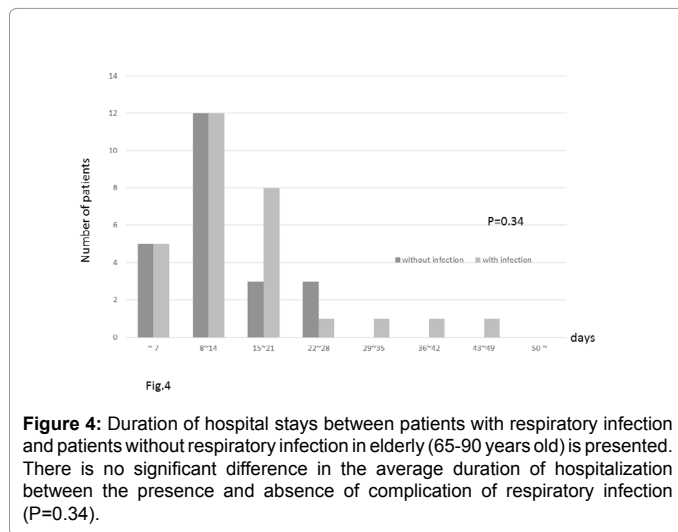 14
12
10
8
6
4
2
0
Number of patients
P=0.34
without infection with infection
~ 7 8~14 15~21 22~28 29~35 36~42 43~49 50 ~
days
Fig.4
Figure 4: Duration of hospital stays between patients with respiratory infection
and patients without respiratory infection in elderly (65-90 years old) is presented.
There is no significant difference in the average duration of hospitalization
between the presence and absence of complication of respiratory infection
(P=0.34).